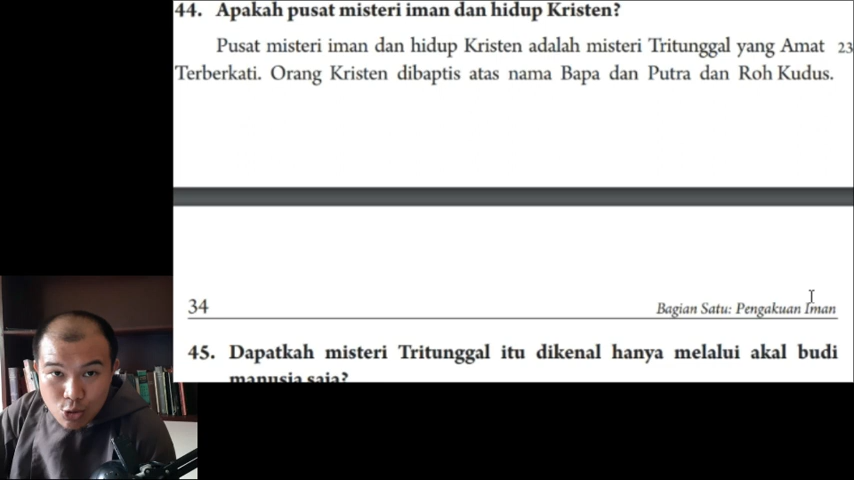 44. Apakah pusat misteri iman dan hidup Kristen?
Pusat misteri iman dan hidup Kristen adalah misteri Tritunggal yang Amat 23
Terberkati. Orang Kristen dibaptis atas nama Bapa dan Putra dan Roh Kudus.
34
Bagian Satu: Pengakuan Iman
45. Dapatkah misteri Tritunggal itu dikenal hanya melalui akal budi
manusia saja?